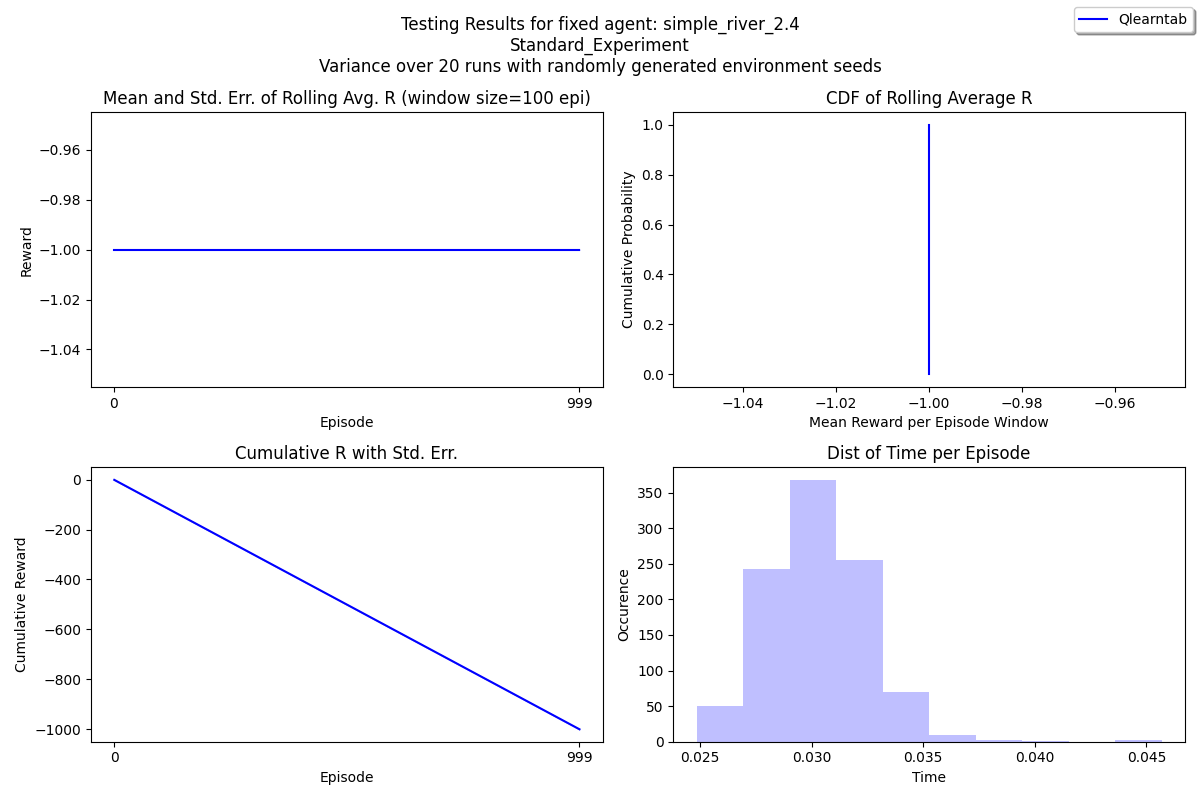 Testing Results for fixed agent: simple_river_2.4
Standard_Experiment
Variance over 20 runs with randomly generated environment seeds
Qlearntab
Mean and Std. Err. of Rolling Avg. R (window size=100 epi)
−0.96
−0.98
−1.00
−1.02
−1.04
Reward
0
999
Episode
CDF of Rolling Average R
1.0
0.8
0.6
0.4
0.2
0.0
Cumulative Probability
−1.04
−1.02
−1.00
−0.98
−0.96
Mean Reward per Episode Window
Cumulative R with Std. Err.
0
−200
−400
−600
−800
−1000
Cumulative Reward
0
999
Episode
Dist of Time per Episode
350
300
250
200
150
100
50
0
Occurence
0.025
0.030
0.035
0.040
0.045
Time